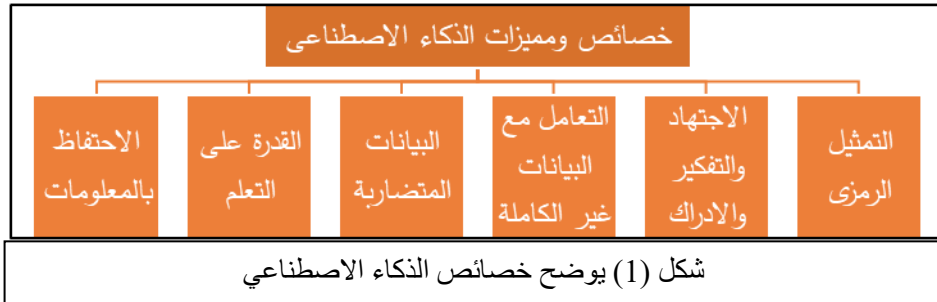 خصائص ومميزات الذكاء الاصطناعى
التمثيل
الرمزى
الاجتهاد
والتفكير
والادراك
التعامل مع
البيانات
غير الكاملة
البيانات
المتضاربة
القدرة على
التعلم
الاحتفاظ
بالمعلومات
شكل (1) يوضح خصائص الذكاء الاصطناعي